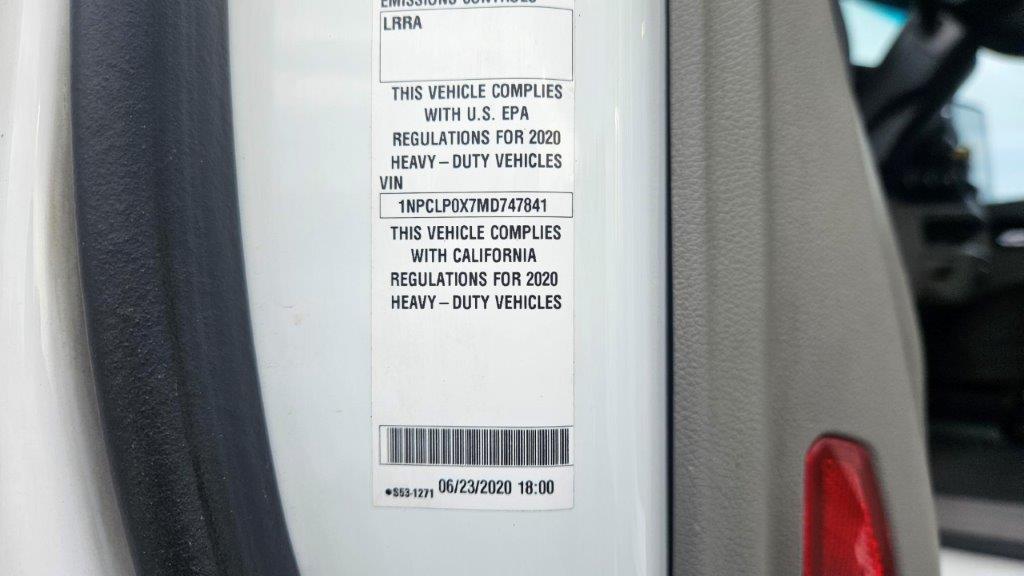 EMISSIONS CONTROLS
LRRA
THIS VEHICLE COMPLIES
WITH U.S. EPA
REGULATIONS FOR 2020
HEAVY–DUTY VEHICLES
VIN
1NPCLP0X7MD747841
THIS VEHICLE COMPLIES
WITH CALIFORNIA
REGULATIONS FOR 2020
HEAVY–DUTY VEHICLES
S53-1271 06/23/2020 18:00